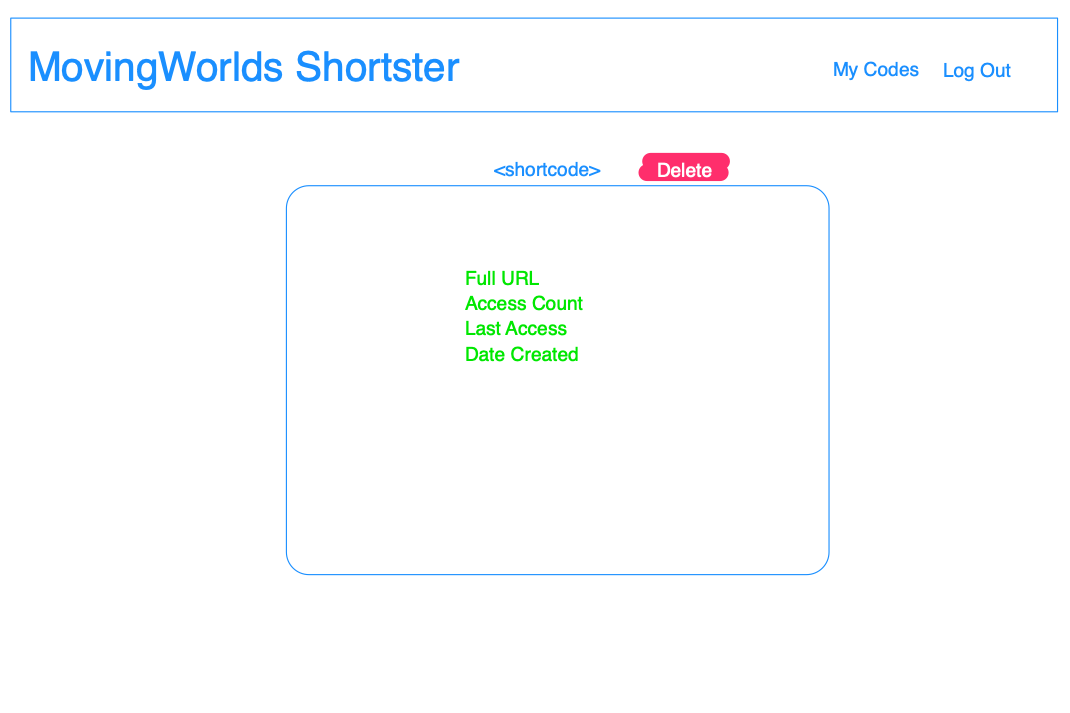 MovingWorlds Shortster
My Codes Log Out
<shortcode> Delete
Full URL
Access Count
Last Access
Date Created